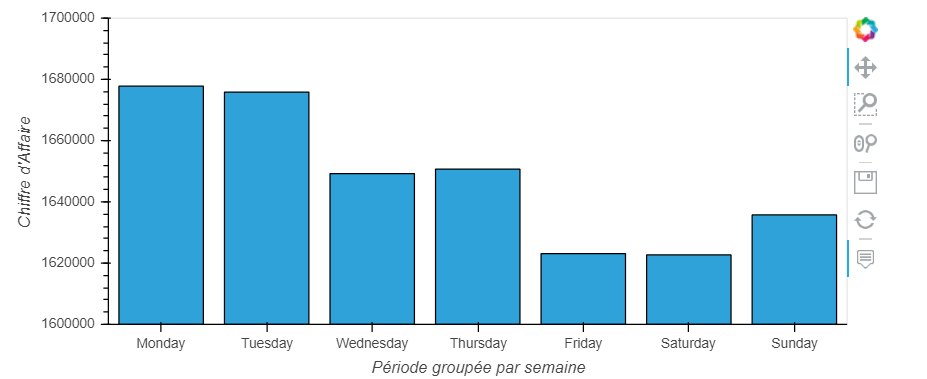 1700000
1680000
1660000
1640000
1620000
1600000
Chiffre d'Affaire
Monday Tuesday Wednesday Thursday Friday Saturday Sunday
Période groupée par semaine